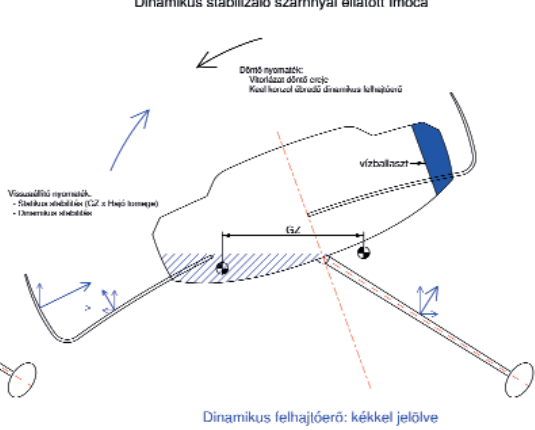 Dinamikus stabilizáló szárnnyal ellátott Imoca
Döntő nyomaték:
Vitorlázat döntő ereje
Keel konzol ébredő dinamikus felhajtóerő
vízballaszt
Visszaállító nyomaték:
- Statikus stabilitás (GZ x Hajó tömege)
- Dinamikus stabilitás
GZ
Dinamikus felhajtóerő: kékkel jelölve